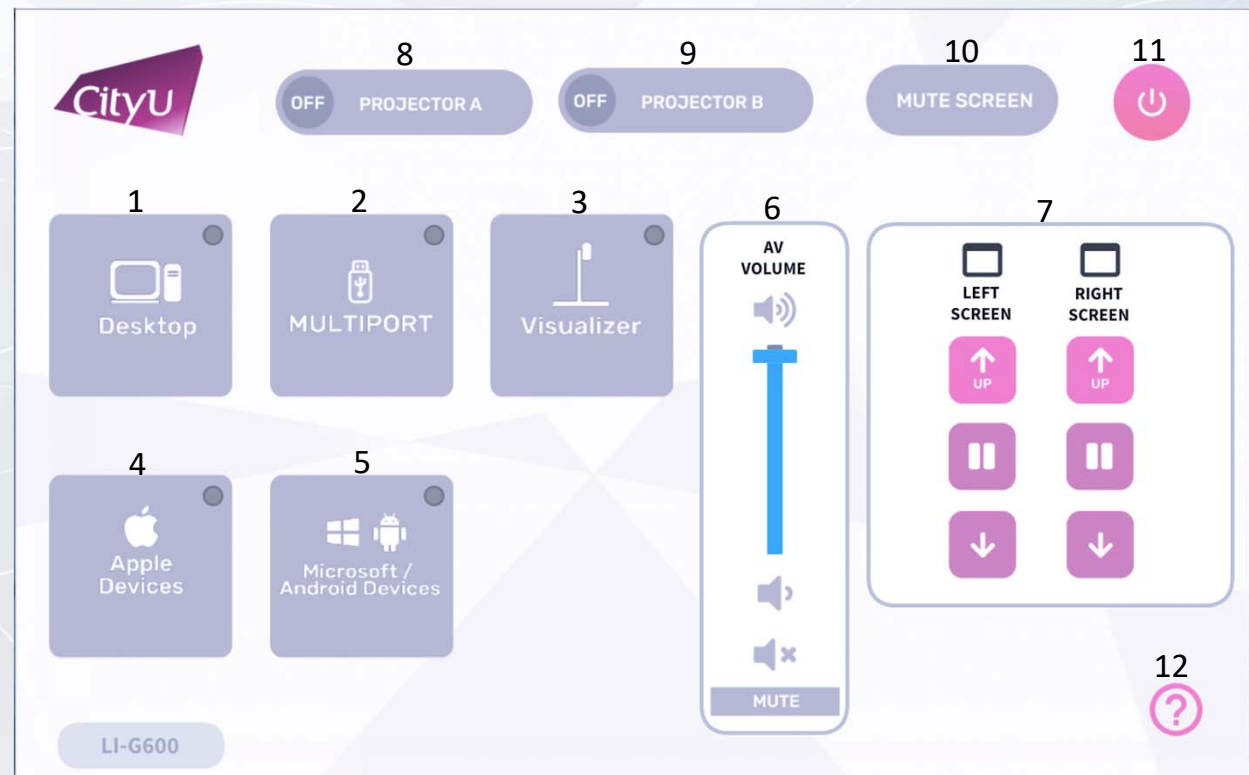 8
9
10
11
CityU
OFF PROJECTOR A
OFF PROJECTOR B
MUTE SCREEN
1
2
3
6
7
Desktop
MULTIPORT
Visualizer
AV
VOLUME
LEFT
SCREEN
RIGHT
SCREEN
UP
UP
4
5
Apple
Devices
Microsoft /
Android Devices
MUTE
12
?
LI-G600